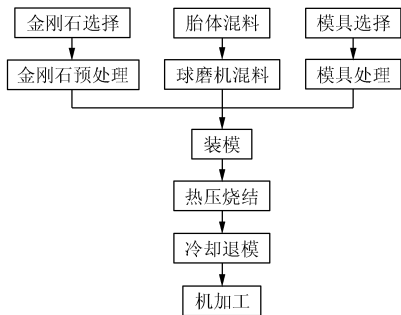 金刚石选择
胎体混料
模具选择
金刚石预处理
球磨机混料
模具处理
装模
热压烧结
冷却退模
机加工